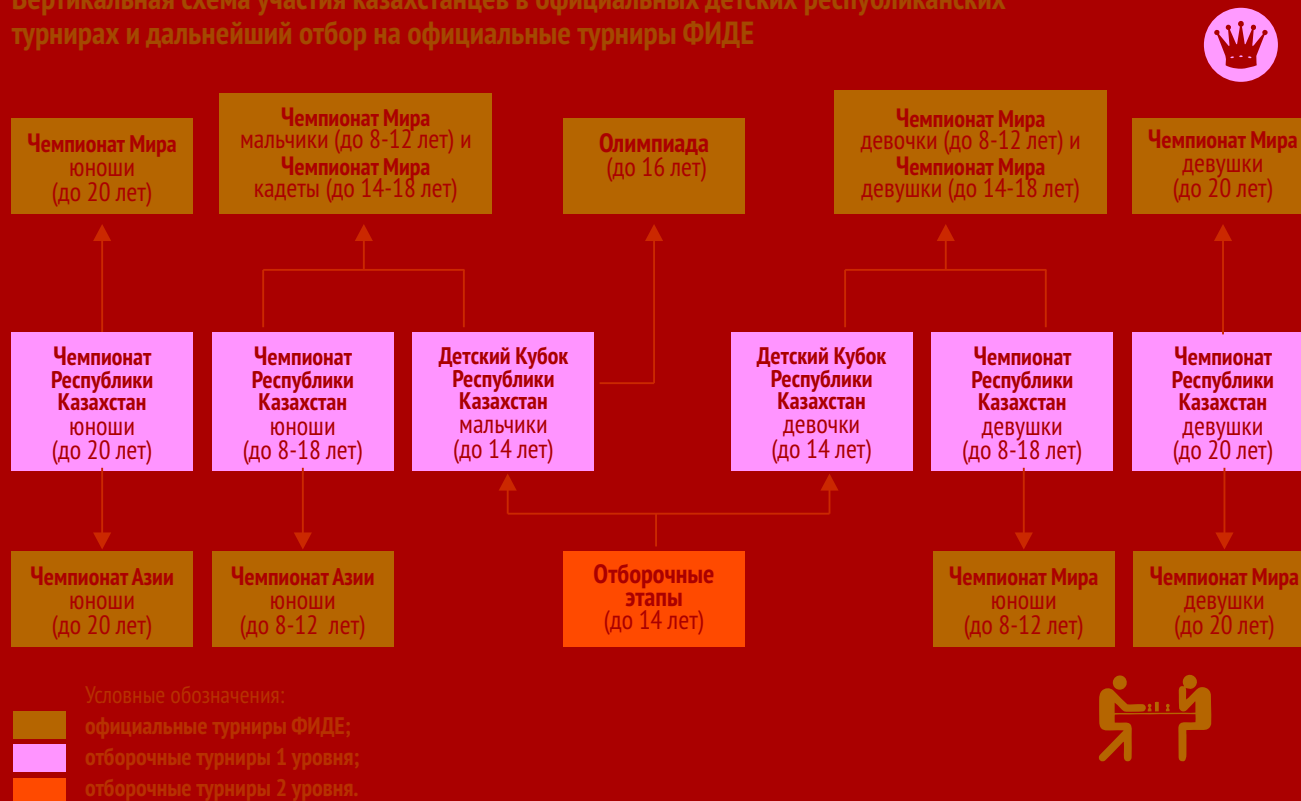 Вертикальная схема участия казахстанцев в официальных детских республиканских
турнирах и дальнейший отбор на официальные турниры ФИДЕ
Чемпионат Мира
юноши
(до 20 лет)
Чемпионат Мира
мальчики (до 8-12 лет) и
Чемпионат Мира
кадеты (до 14-18 лет)
Олимпиада
(до 16 лет)
Чемпионат Мира
девочки (до 8-12 лет) и
Чемпионат Мира
девушки (до 14-18 лет)
Чемпионат Мира
девушки
(до 20 лет)
Чемпионат
Республики
Казахстан
юноши
(до 20 лет)
Чемпионат
Республики
Казахстан
юноши
(до 8-18 лет)
Детский Кубок
Республики
Казахстан
мальчики
(до 14 лет)
Детский Кубок
Республики
Казахстан
девочки
(до 14 лет)
Чемпионат
Республики
Казахстан
девушки
(до 8-18 лет)
Чемпионат
Республики
Казахстан
девушки
(до 20 лет)
Чемпионат Азии
юноши
(до 20 лет)
Чемпионат Азии
юноши
(до 8-12 лет)
Отборочные
этапы
(до 14 лет)
Чемпионат Мира
юноши
(до 8-12 лет)
Чемпионат Мира
девушки
(до 20 лет)
Условные обозначения:
официальные турниры ФИДЕ;
отборочные турниры 1 уровня;
отборочные турниры 2 уровня.